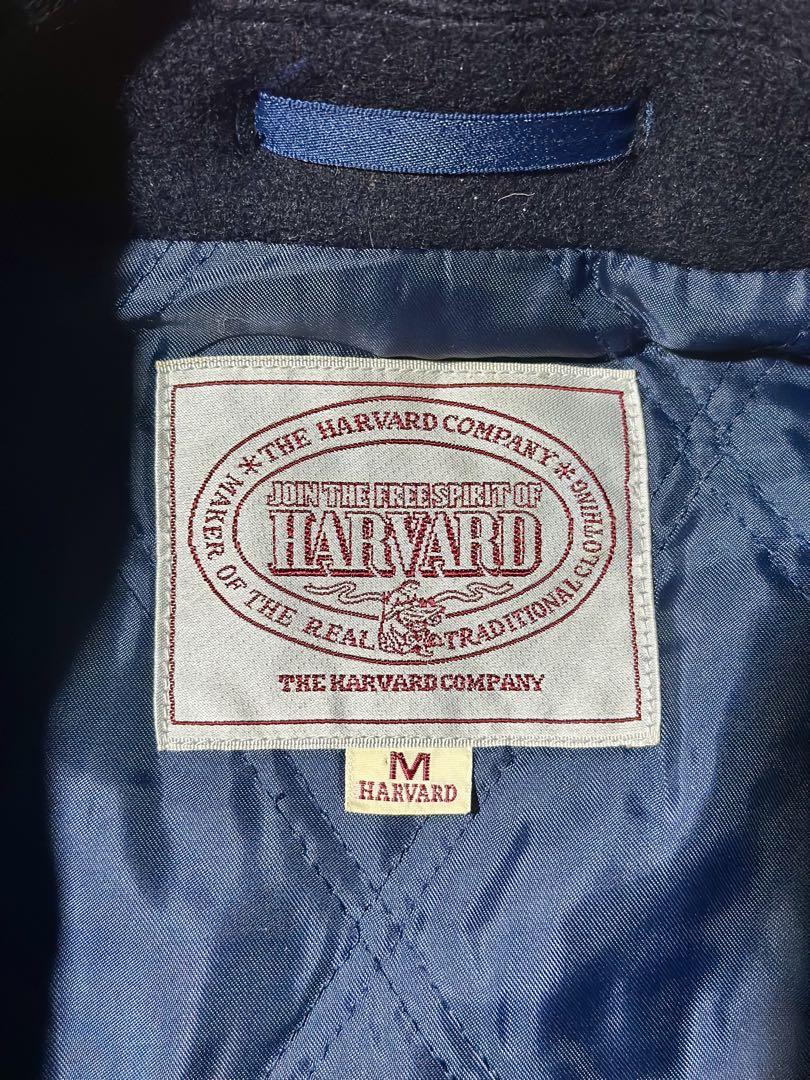 * THE HARVARD COMPANY *
MAKER OF THE REAL TRADITIONAL CLOTHING
JOIN THE FREE SPIRIT OF
HARVARD
THE HARVARD COMPANY
M
HARVARD